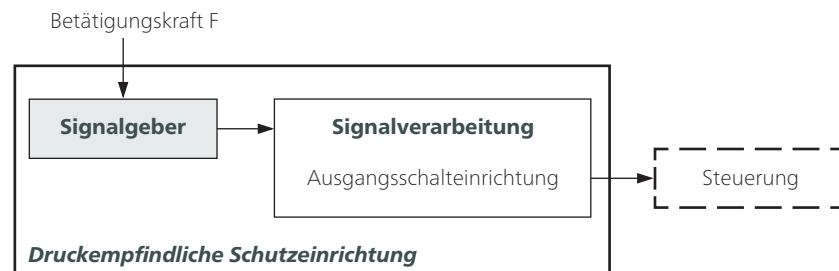 Betätigungskraft F
Signalgeber
Signalverarbeitung
Ausgangsschalteinrichtung
Steuerung
Druckempfindliche Schutzeinrichtung